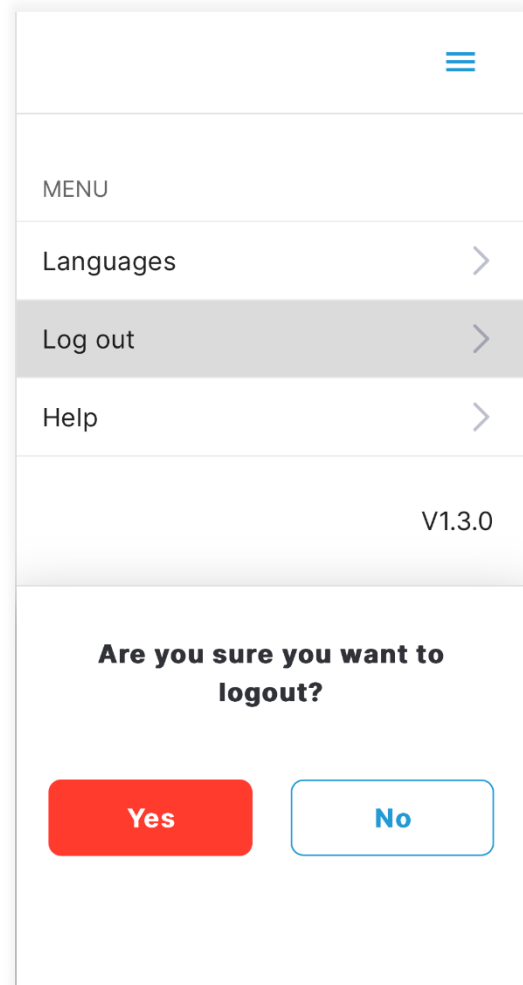 MENU
Languages
Log out
Help
V1.3.0
Are you sure you want to
logout?
Yes
No